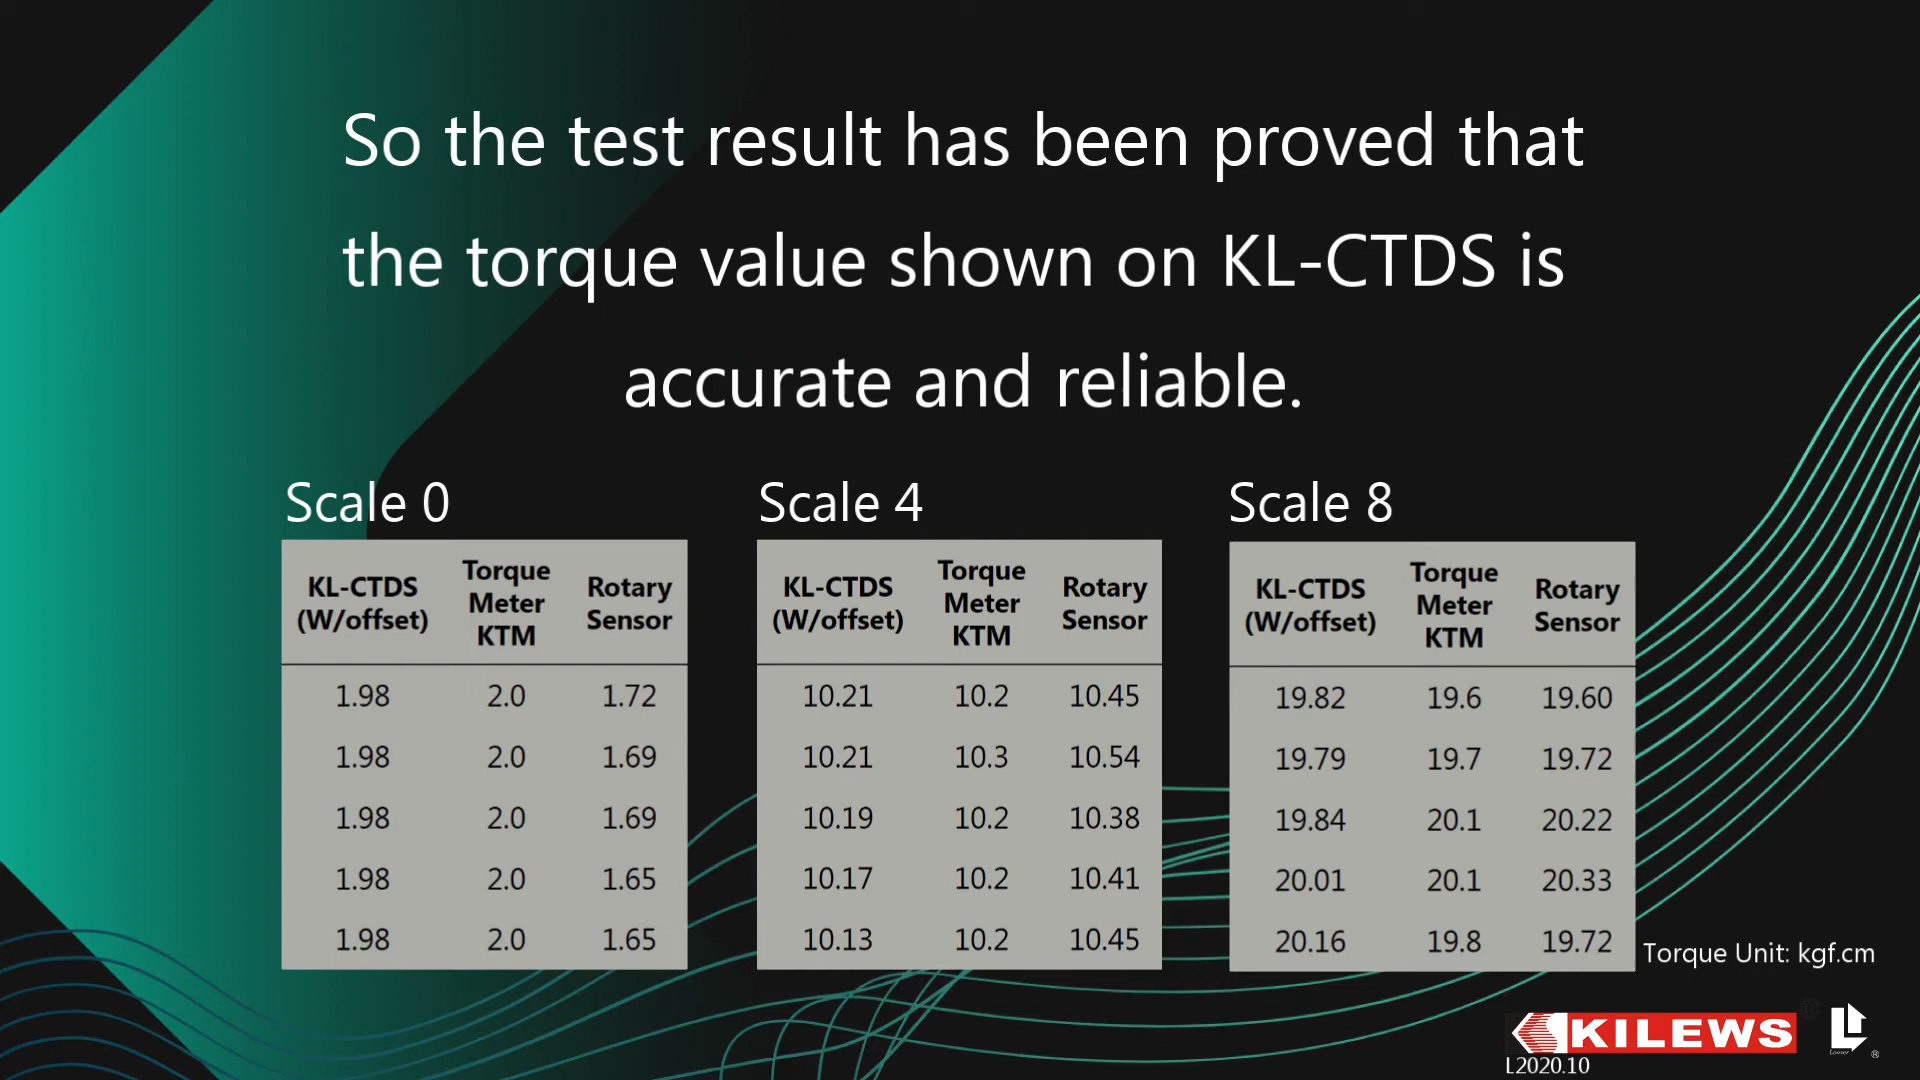 So the test result has been proved that
the torque value shown on KL-CTDS is
accurate and reliable.
Scale 0
KL-CTDS (W/offset) Torque Meter KTM Rotary Sensor
1.98 2.0 1.72
1.98 2.0 1.69
1.98 2.0 1.69
1.98 2.0 1.65
1.98 2.0 1.65
Scale 4
KL-CTDS (W/offset) Torque Meter KTM Rotary Sensor
10.21 10.2 10.45
10.21 10.3 10.54
10.19 10.2 10.38
10.17 10.2 10.41
10.13 10.2 10.45
Scale 8
KL-CTDS (W/offset) Torque Meter KTM Rotary Sensor
19.82 19.6 19.60
19.79 19.7 19.72
19.84 20.1 20.22
20.01 20.1 20.33
20.16 19.8 19.72
Torque Unit: kgf.cm
KILEWS
®
L2020.10